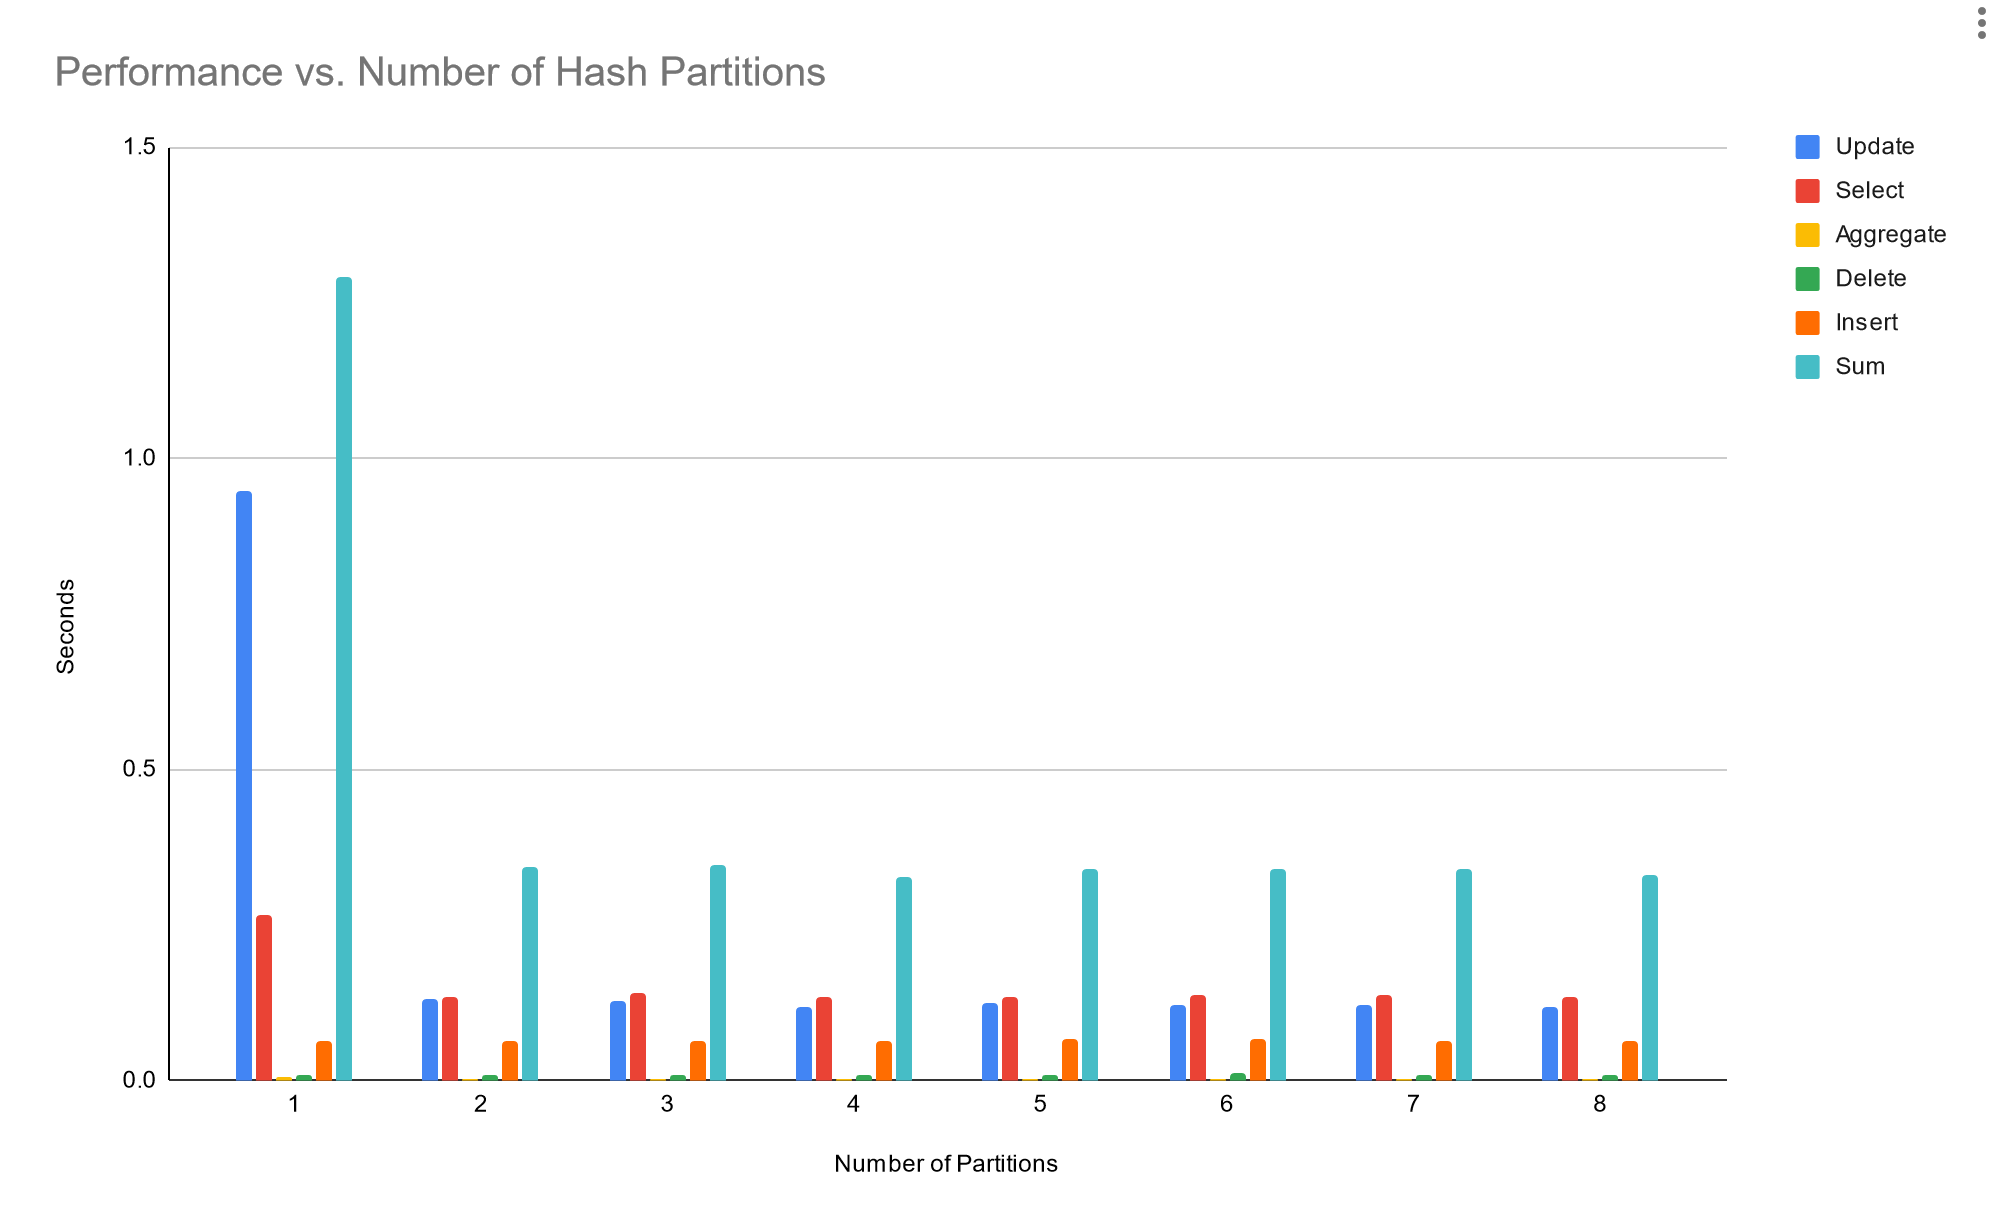 Performance vs. Number of Hash Partitions
1.5
1.0
0.5
0.0
Seconds
1 2 3 4 5 6 7 8
Number of Partitions
Update
Select
Aggregate
Delete
Insert
Sum